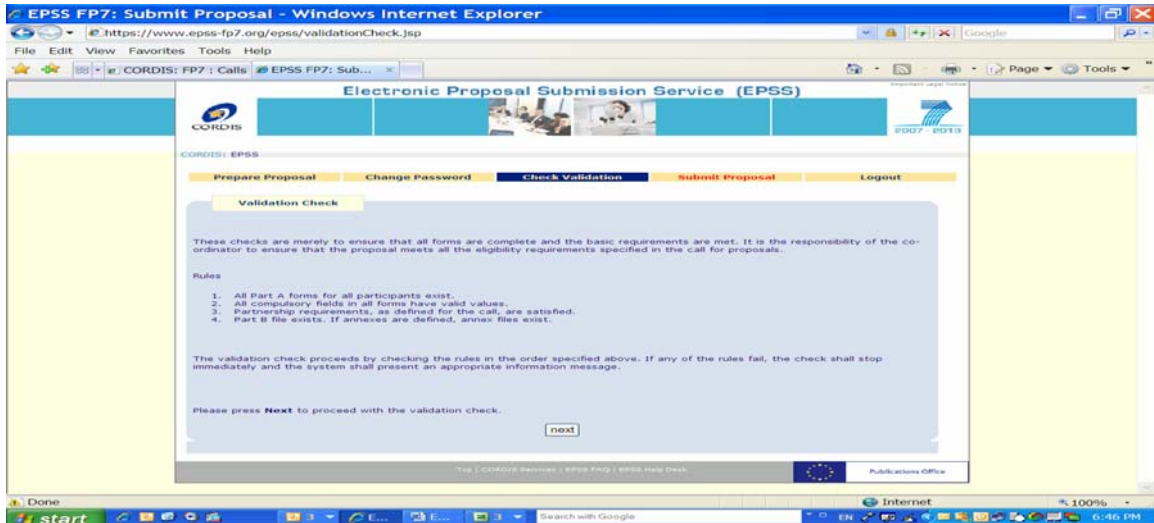 EPSS FP7: Submit Proposal - Windows Internet Explorer
https://www.epss-fp7.org/epss/validationCheck.jsp
Google
File Edit View Favorites Tools Help
CORDIS: FP7 : Calls EPSS FP7: Sub...
Page Tools
Electronic Proposal Submission Service (EPSS)
Important Legal Notice
CORDIS
2007 - 2013
CORDIS: EPSS
Prepare Proposal Change Password Check Validation Submit Proposal Logout
Validation Check
These checks are merely to ensure that all forms are complete and the basic requirements are met. It is the responsibility of the co-
ordinator to ensure that the proposal meets all the eligibility requirements specified in the call for proposals.
Rules
1. All Part A forms for all participants exist.
2. All compulsory fields in all forms have valid values.
3. Partnership requirements, as defined for the call, are satisfied.
4. Part B file exists. If annexes are defined, annex files exist.
The validation check proceeds by checking the rules in the order specified above. If any of the rules fail, the check shall stop
immediately and the system shall present an appropriate information message.
Please press Next to proceed with the validation check.
next
Top | CORDIS Services | EPSS FAQ | EPSS Help Desk
Publications Office
Done
Internet
100%
start
3
E...
E...
3
Search with Google
EN
6:46 PM